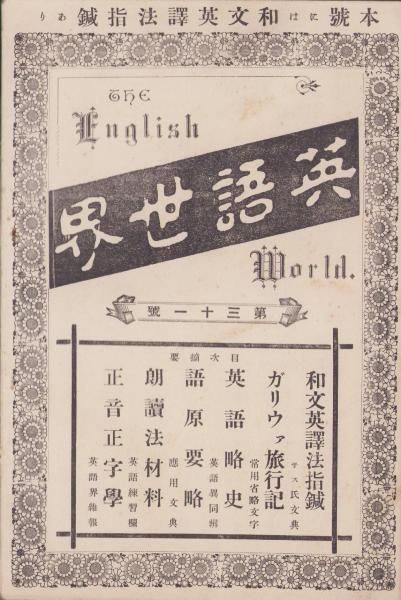 本號には和文英譯法指鍼あり
The
English
英語世界
World.
第三十一號
目次摘要
和文英譯法指鍼
テス氏文典
ガリワァ旅行記
常用省略文字
英語略史
英語異同辨
語原要略
應用文典
朗讀法材料
英語練習欄
正音正字學
英語界雜報